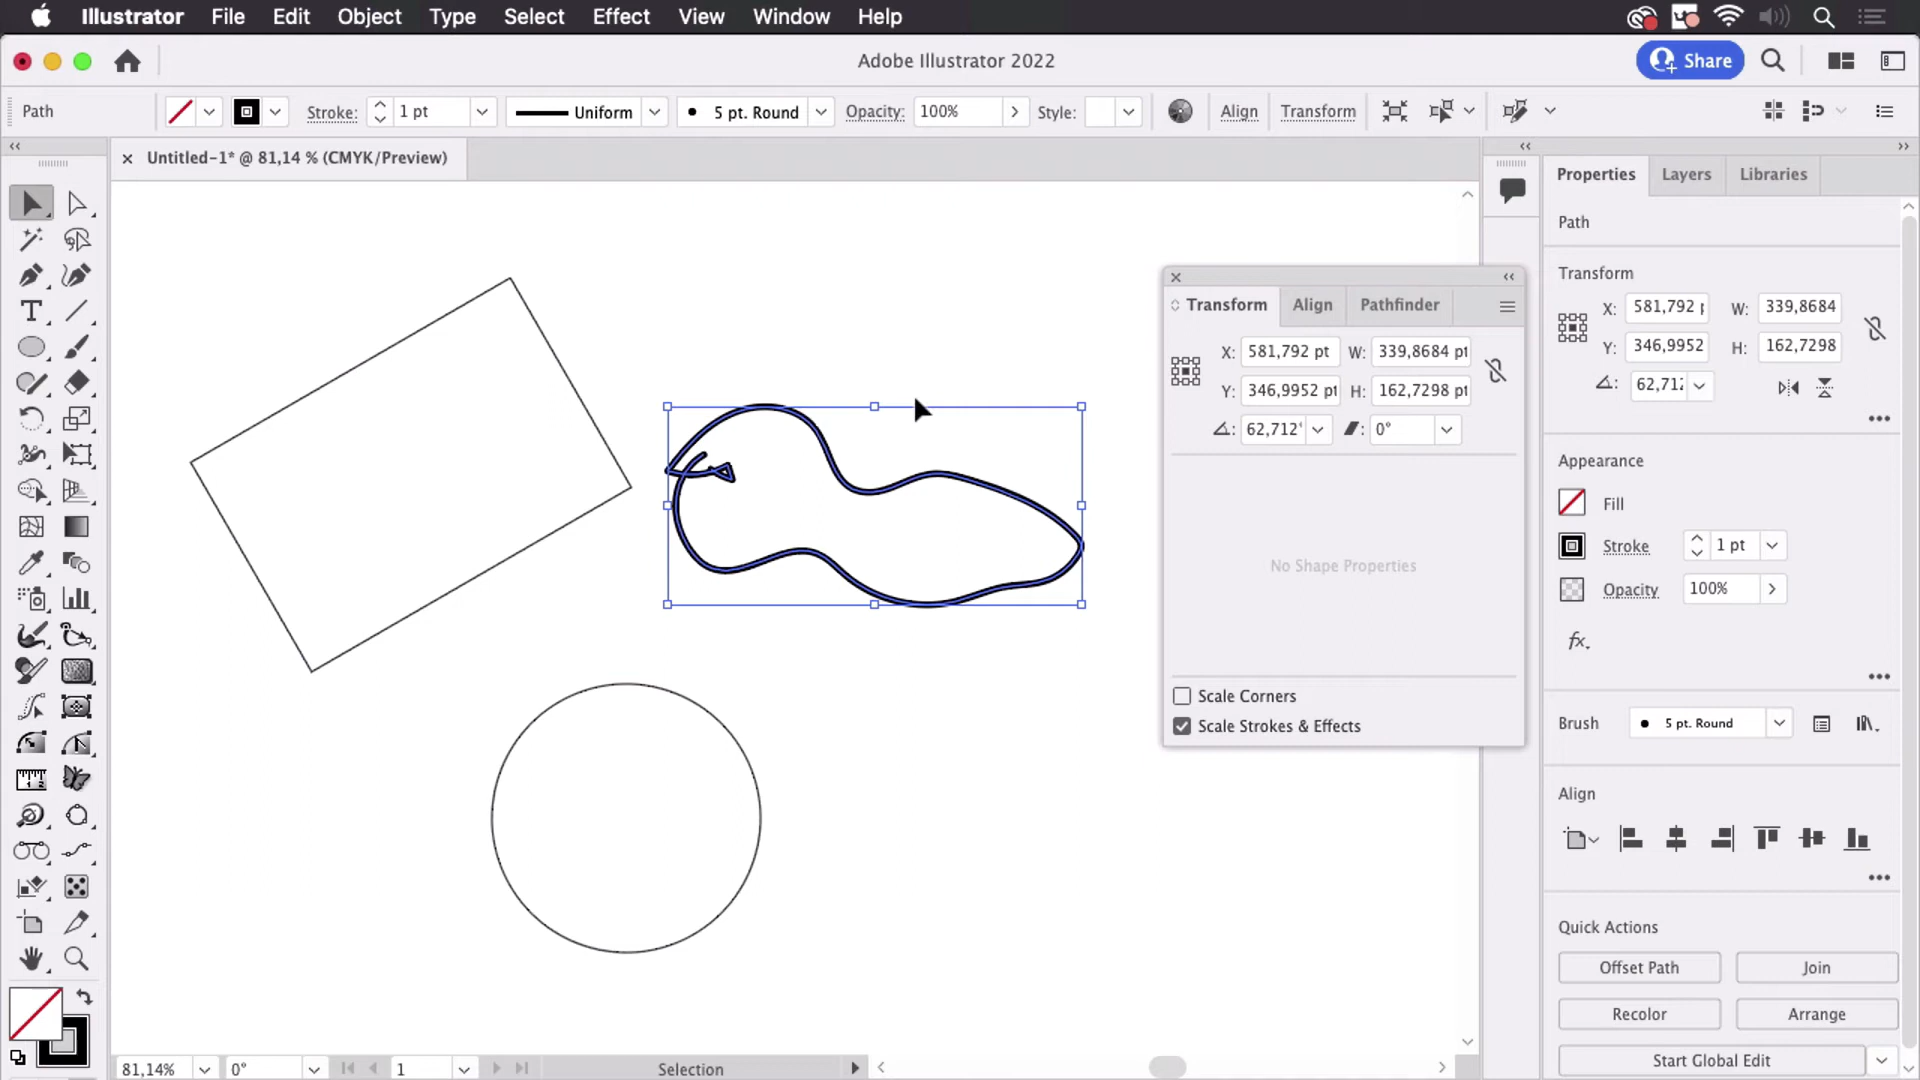 Illustrator File Edit Object Type Select Effect View Window Help
Adobe Illustrator 2022
Share
Path
Stroke: 1 pt Uniform 5 pt. Round Opacity: 100% Style: Align Transform
Untitled-1* @ 81,14 % (CMYK/Preview)
Properties Layers Libraries
Path
Transform
X: 581,792 p W: 339,8684
Y: 346,9952 H: 162,7298
62,712
Transform Align Pathfinder
X: 581,792 pt W: 339,8684 pt
Y: 346,9952 pt H: 162,7298 pt
62,712° 0°
No Shape Properties
Scale Corners
Scale Strokes & Effects
Appearance
Fill
Stroke 1 pt
Opacity 100%
fx
Brush 5 pt. Round
Align
Quick Actions
Offset Path Join
Recolor Arrange
Start Global Edit
81,14% 0° 1 Selection